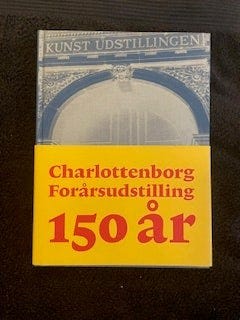 KUNST UDSTILLINGEN
Charlottenborg
Forårsudstilling
150 år